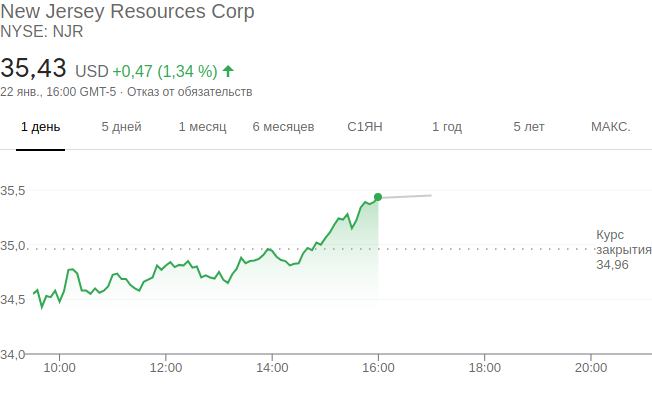 New Jersey Resources Corp
NYSE: NJR
35,43 USD +0,47 (1,34 %)
22 янв., 16:00 GMT-5 · Отказ от обязательств
1 день 5 дней 1 месяц 6 месяцев С1ЯН 1 год 5 лет МАКС.
35,5
35,0
34,5
34,0
Курс
закрытия
34,96
10:00 12:00 14:00 16:00 18:00 20:00